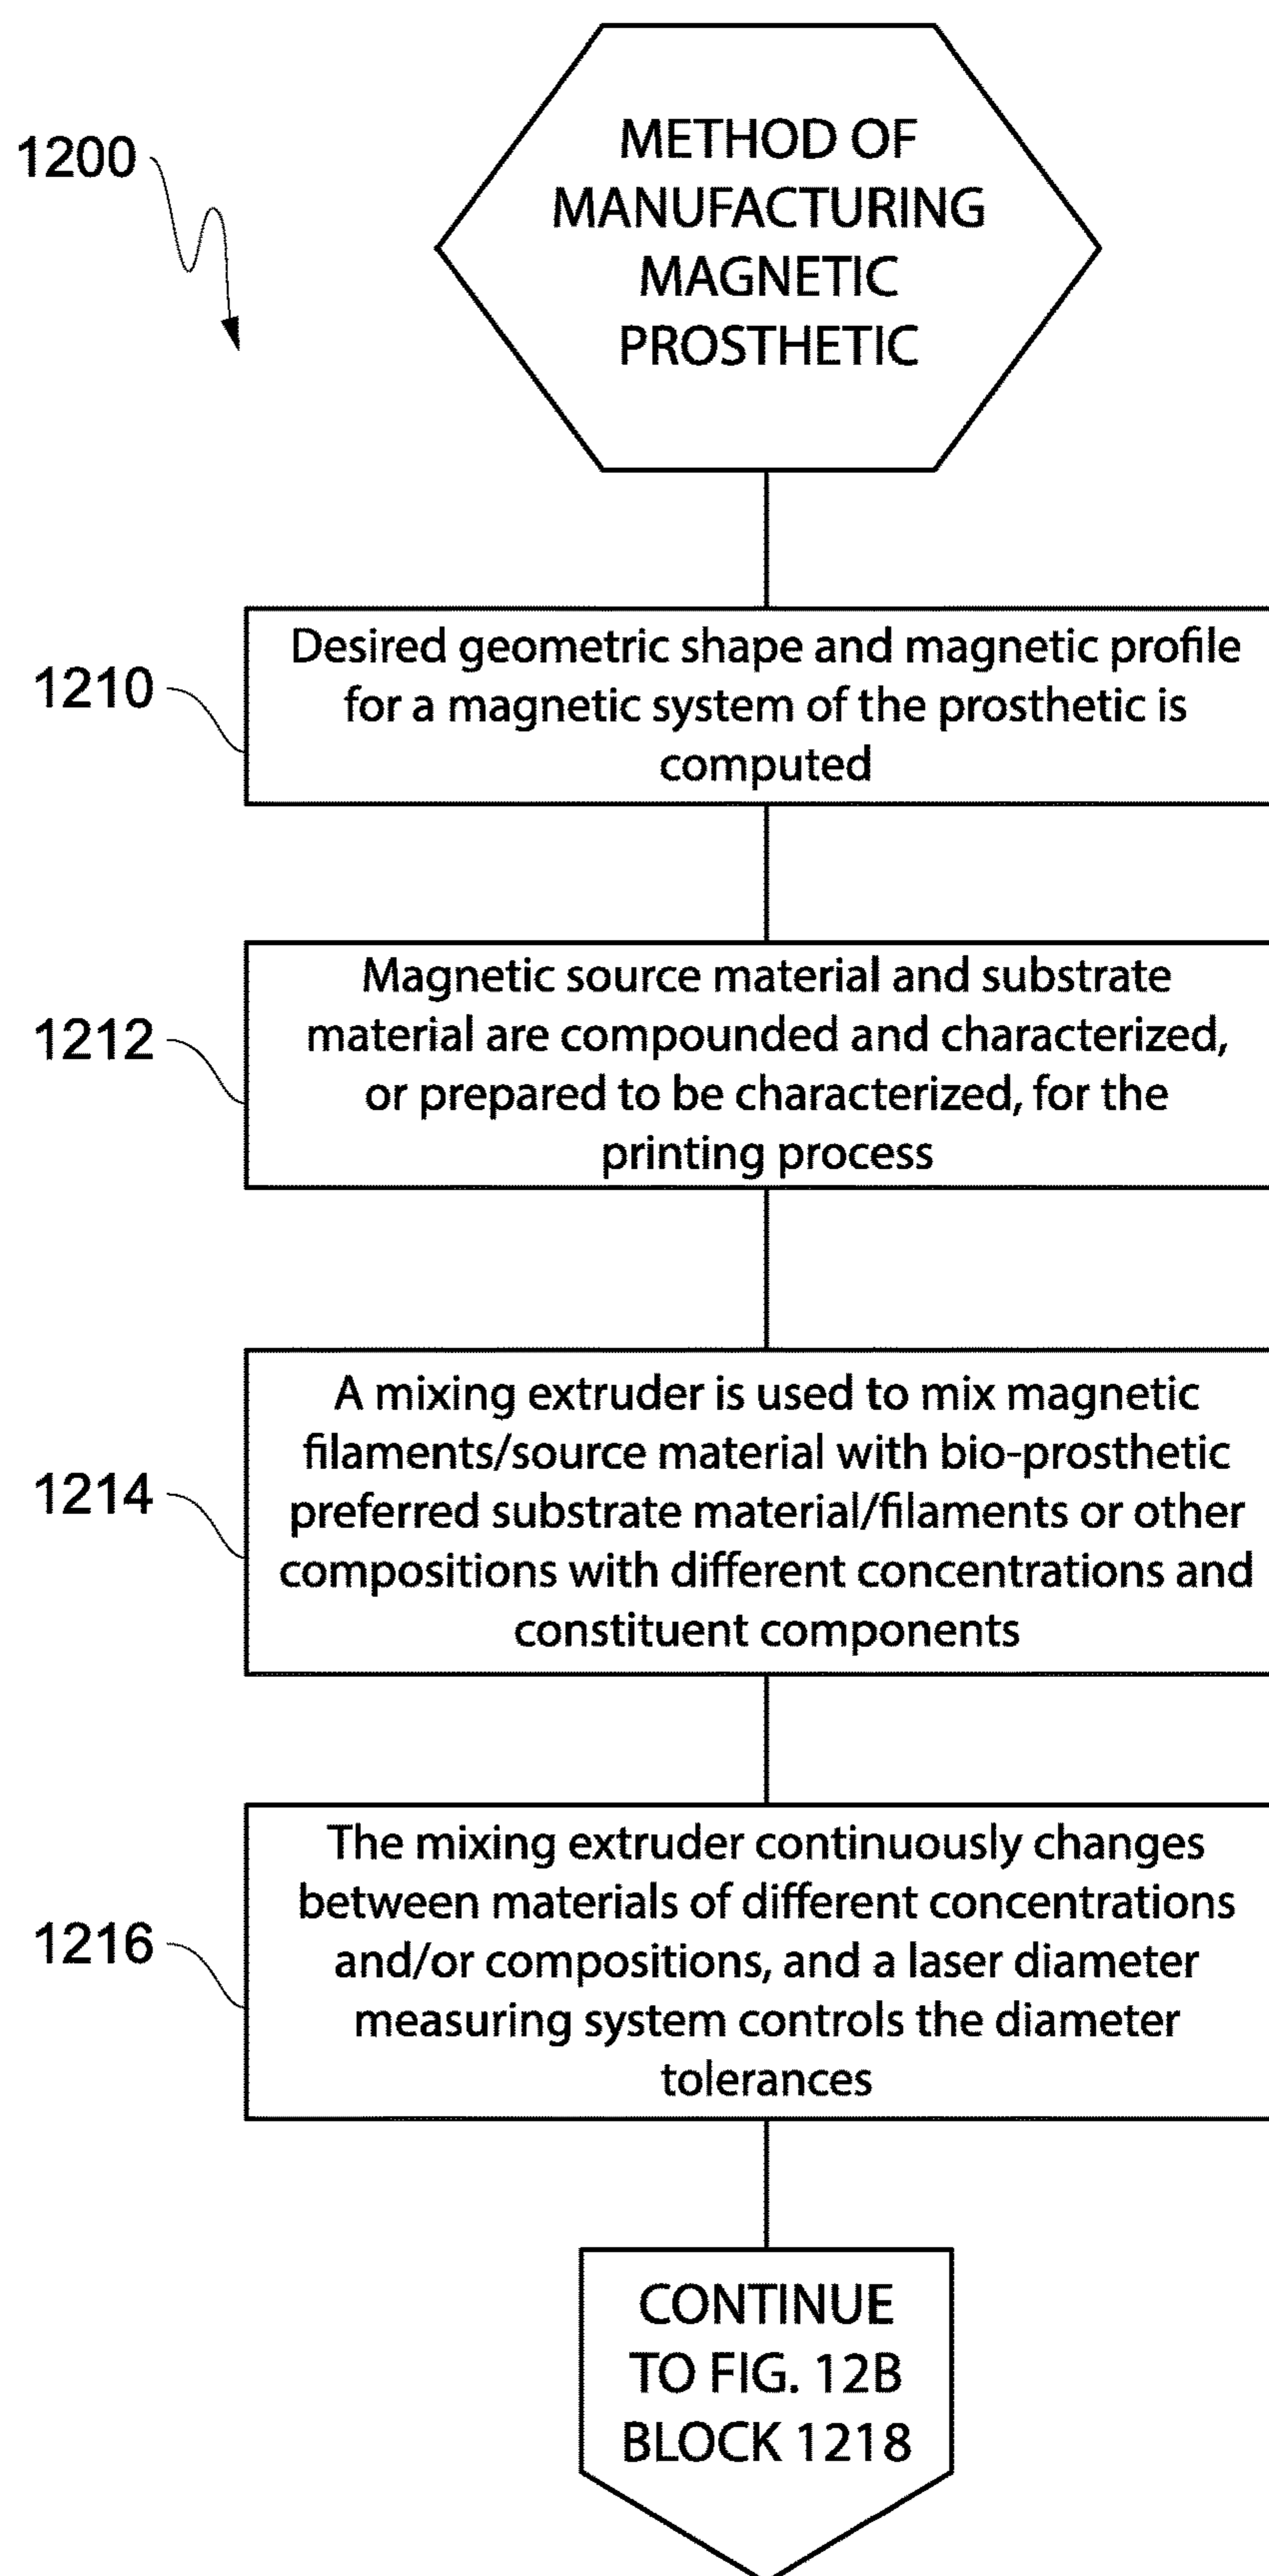 1200
METHOD OF
MANUFACTURING
MAGNETIC
PROSTHETIC
1210
Desired geometric shape and magnetic profile
for a magnetic system of the prosthetic is
computed
1212
Magnetic source material and substrate
material are compounded and characterized,
or prepared to be characterized, for the
printing process
1214
A mixing extruder is used to mix magnetic
filaments/source material with bio-prosthetic
preferred substrate material/filaments or other
compositions with different concentrations and
constituent components
1216
The mixing extruder continuously changes
between materials of different concentrations
and/or compositions, and a laser diameter
measuring system controls the diameter
tolerances
CONTINUE
TO FIG. 12B
BLOCK 1218